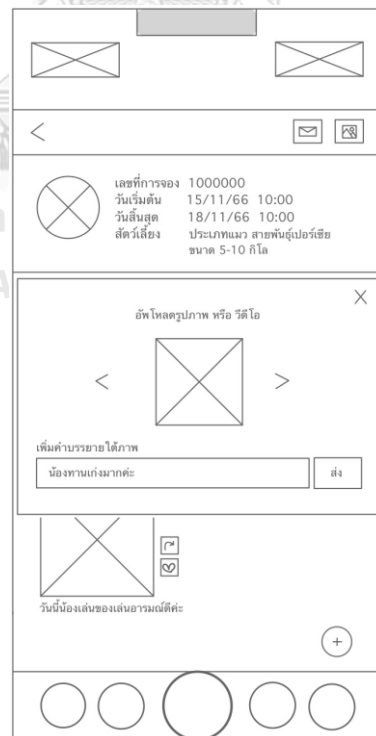 เลขที่การจอง 1000000
วันเริ่มต้น 15/11/66 10:00
วันสิ้นสุด 18/11/66 10:00
สัตว์เลี้ยง ประเภทแมว สายพันธุ์เปอร์เซีย
ขนาด 5-10 กิโล
X
อัพโหลดรูปภาพ หรือ วีดีโอ
< >
เพิ่มคำบรรยายใต้ภาพ
น้องทานเก่งมากค่ะ ส่ง
วันนี้น้องเล่นของเล่นอารมณ์ดีค่ะ
+